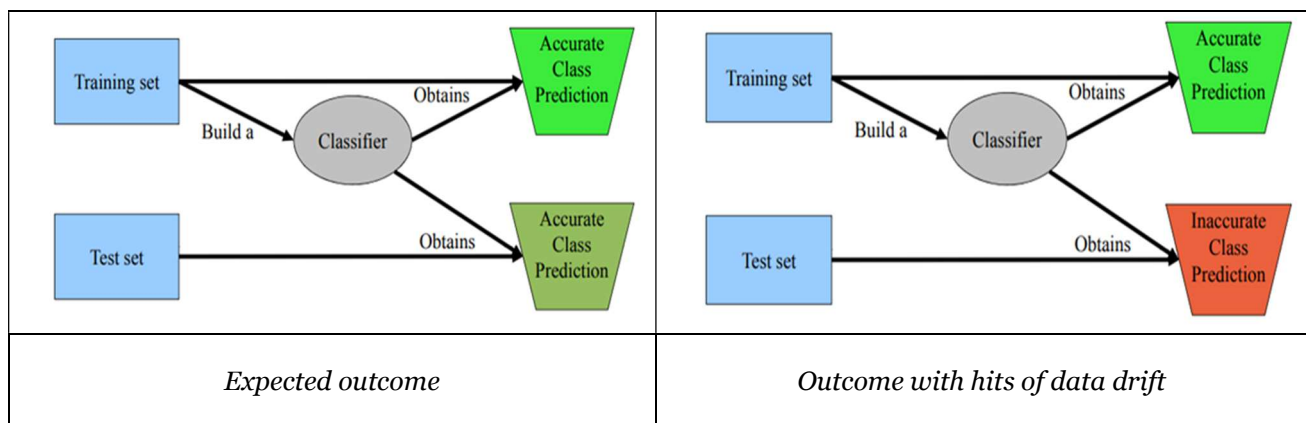 Training set
Accurate
Class
Prediction
Obtains
Build a
Classifier
Test set
Obtains
Accurate
Class
Prediction
Expected outcome
Training set
Accurate
Class
Prediction
Obtains
Build a
Classifier
Test set
Obtains
Inaccurate
Class
Prediction
Outcome with hits of data drift